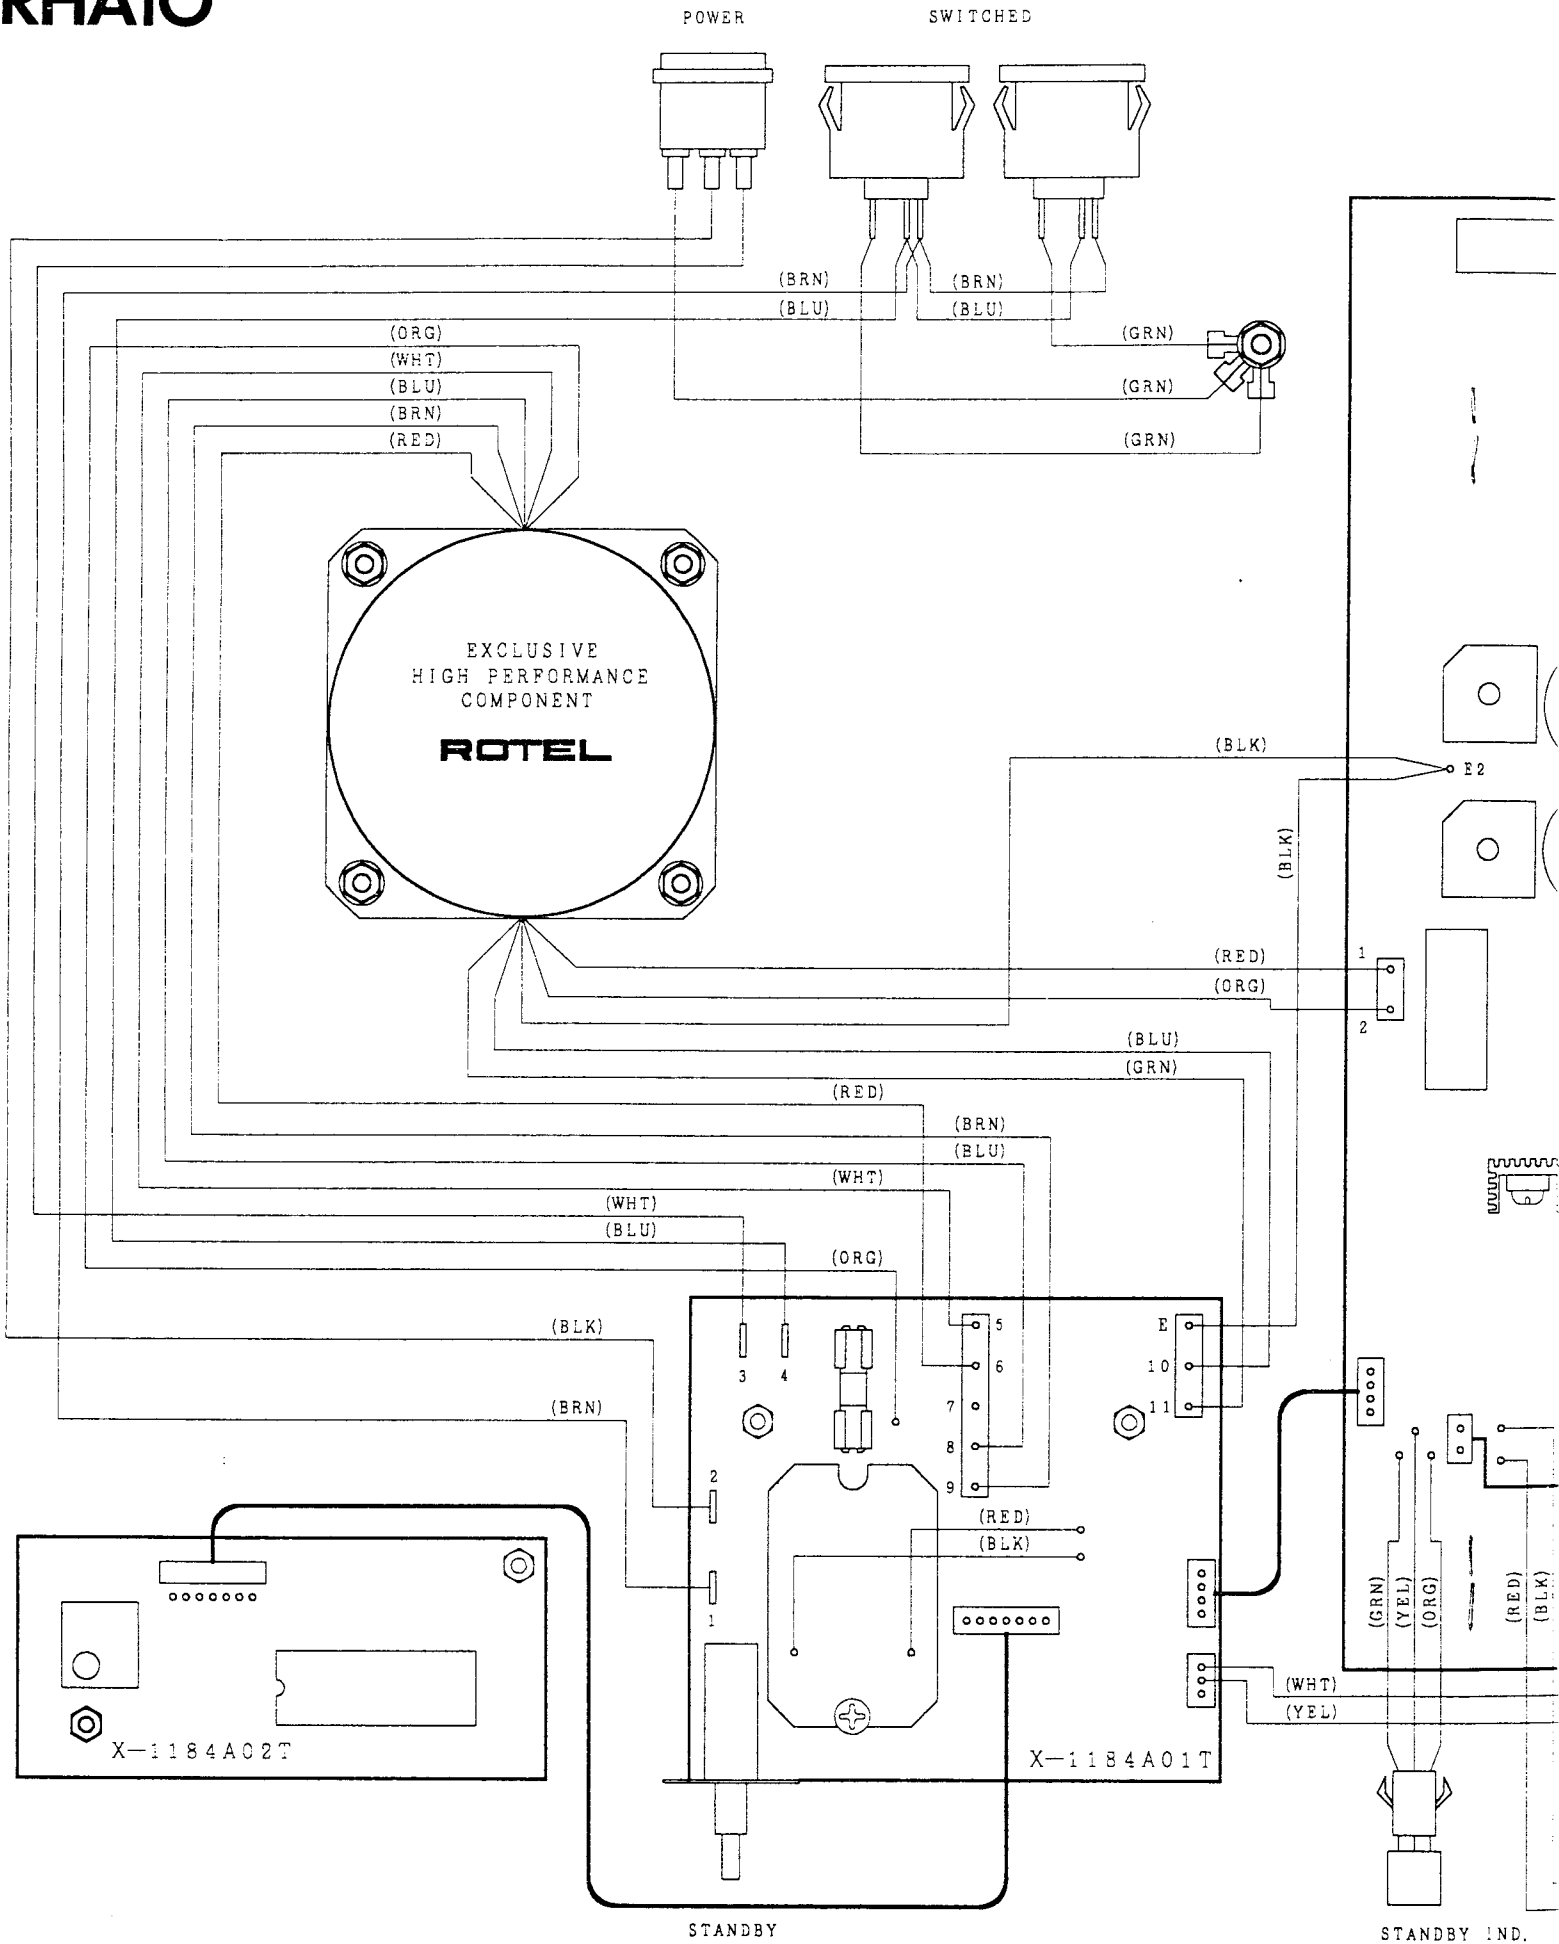 RHA10
POWER
SWITCHED
(BRN)
(BRN)
(BLU)
(BLU)
(ORG)
(GRN)
(WHT)
(BLU)
(GRN)
(BRN)
(RED)
(GRN)
EXCLUSIVE
HIGH PERFORMANCE
COMPONENT
ROTEL
(BLK)
E2
(BLK)
(RED)
1
(ORG)
2
(BLU)
(GRN)
(RED)
(BRN)
(BLU)
(WHT)
(WHT)
(BLU)
(ORG)
(BLK)
5
E
3
4
6
10
7
11
(BRN)
8
2
9
(RED)
(BLK)
1
(GRN)
(YEL)
(ORG)
(RED)
(BLK)
(WHT)
(YEL)
X-1184A02T
X-1184A01T
STANDBY
STANDBY IND.